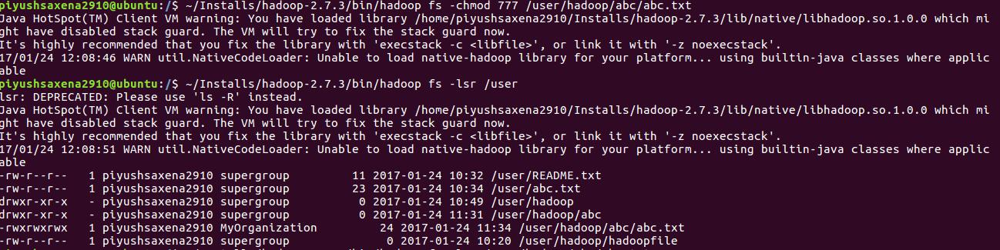 piyushsaxena2910@ubuntu:/$ ~/Installs/hadoop-2.7.3/bin/hadoop fs -chmod 777 /user/hadoop/abc/abc.txt
Java HotSpot(TM) Client VM warning: You have loaded library /home/piyushsaxena2910/Installs/hadoop-2.7.3/lib/native/libhadoop.so.1.0.0 which mi
ght have disabled stack guard. The VM will try to fix the stack guard now.
It's highly recommended that you fix the library with 'execstack -c <libfile>', or link it with '-z noexecstack'.
17/01/24 12:08:46 WARN util.NativeCodeLoader: Unable to load native-hadoop library for your platform... using builtin-java classes where applic
able
piyushsaxena2910@ubuntu:/$ ~/Installs/hadoop-2.7.3/bin/hadoop fs -lsr /user
lsr: DEPRECATED: Please use 'ls -R' instead.
Java HotSpot(TM) Client VM warning: You have loaded library /home/piyushsaxena2910/Installs/hadoop-2.7.3/lib/native/libhadoop.so.1.0.0 which mi
ght have disabled stack guard. The VM will try to fix the stack guard now.
It's highly recommended that you fix the library with 'execstack -c <libfile>', or link it with '-z noexecstack'.
17/01/24 12:08:51 WARN util.NativeCodeLoader: Unable to load native-hadoop library for your platform... using builtin-java classes where applic
able
-rw-r--r--   1 piyushsaxena2910 supergroup         11 2017-01-24 10:32 /user/README.txt
-rw-r--r--   1 piyushsaxena2910 supergroup         23 2017-01-24 10:34 /user/abc.txt
drwxr-xr-x   - piyushsaxena2910 supergroup          0 2017-01-24 10:49 /user/hadoop
drwxr-xr-x   - piyushsaxena2910 supergroup          0 2017-01-24 11:31 /user/hadoop/abc
-rwxrwxrwx   1 piyushsaxena2910 MyOrganization         24 2017-01-24 11:34 /user/hadoop/abc/abc.txt
-rw-r--r--   1 piyushsaxena2910 supergroup          0 2017-01-24 10:20 /user/hadoop/hadoopfile